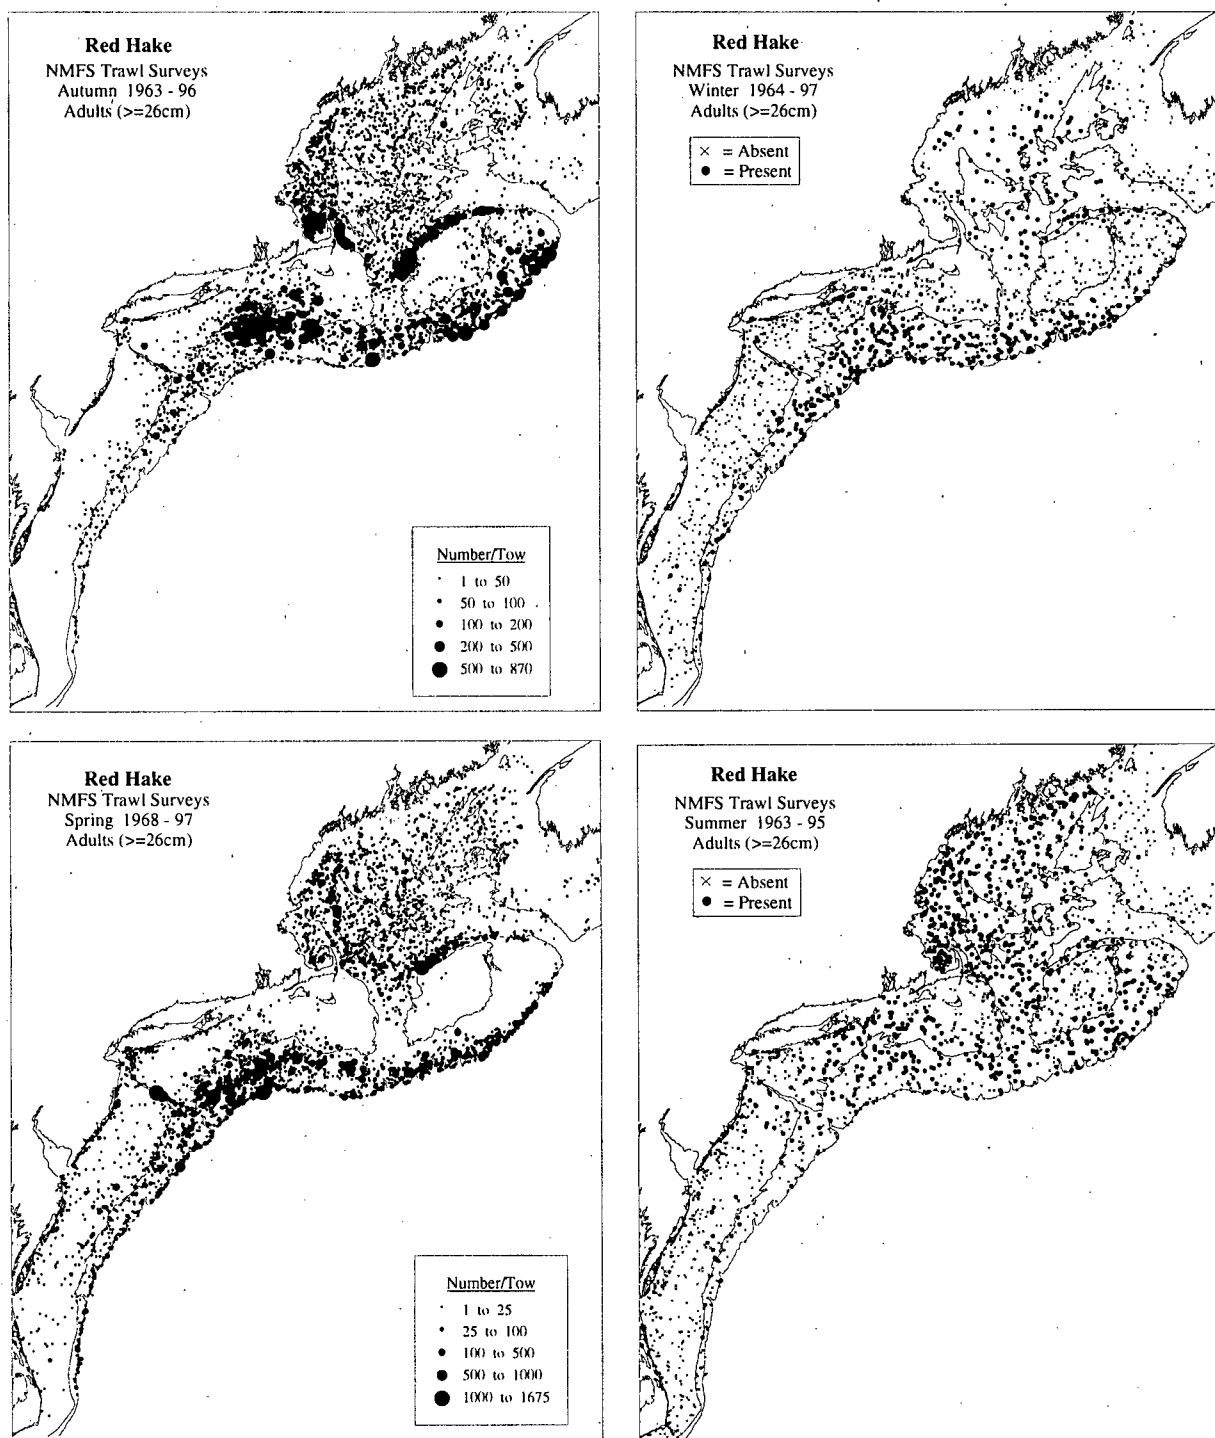 Red Hake
NMFS Trawl Surveys
Autumn 1963 - 96
Adults (>=26cm)
Number/Tow
1 to 50
50 to 100
100 to 200
200 to 500
500 to 870
Red Hake
NMFS Trawl Surveys
Winter 1964 - 97
Adults (>=26cm)
× = Absent
● = Present
Red Hake
NMFS Trawl Surveys
Spring 1968 - 97
Adults (>=26cm)
Number/Tow
1 to 25
25 to 100
100 to 500
500 to 1000
1000 to 1675
Red Hake
NMFS Trawl Surveys
Summer 1963 - 95
Adults (>=26cm)
× = Absent
● = Present